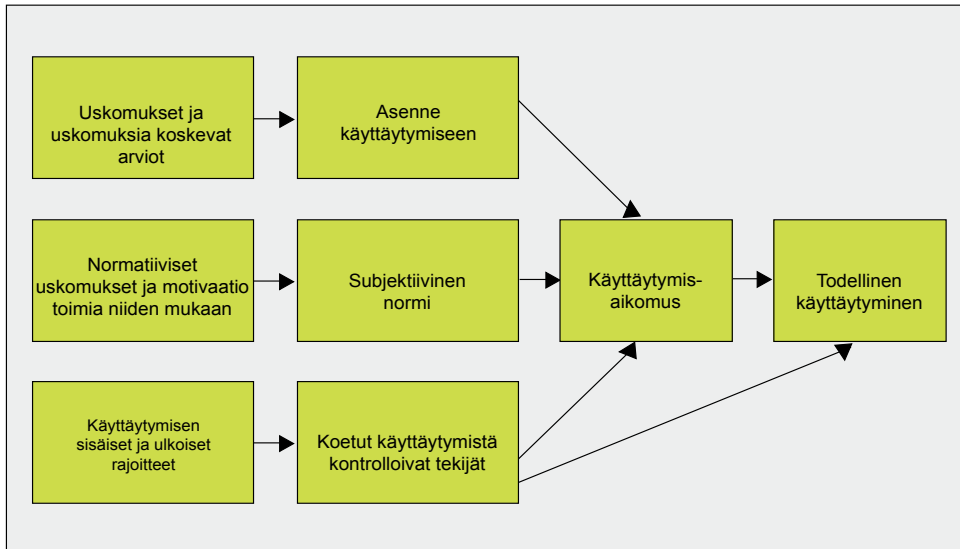 Uskomukset ja
uskomuksia koskevat
arviot
Asenne
käyttäytymiseen
Normatiiviset
uskomukset ja motivaatio
toimia niiden mukaan
Subjektiivinen
normi
Käyttäytymis-
aikomus
Todellinen
käyttäytyminen
Käyttäytymisen
sisäiset ja ulkoiset
rajoitteet
Koetut käyttäytymistä
kontrolloivat tekijät